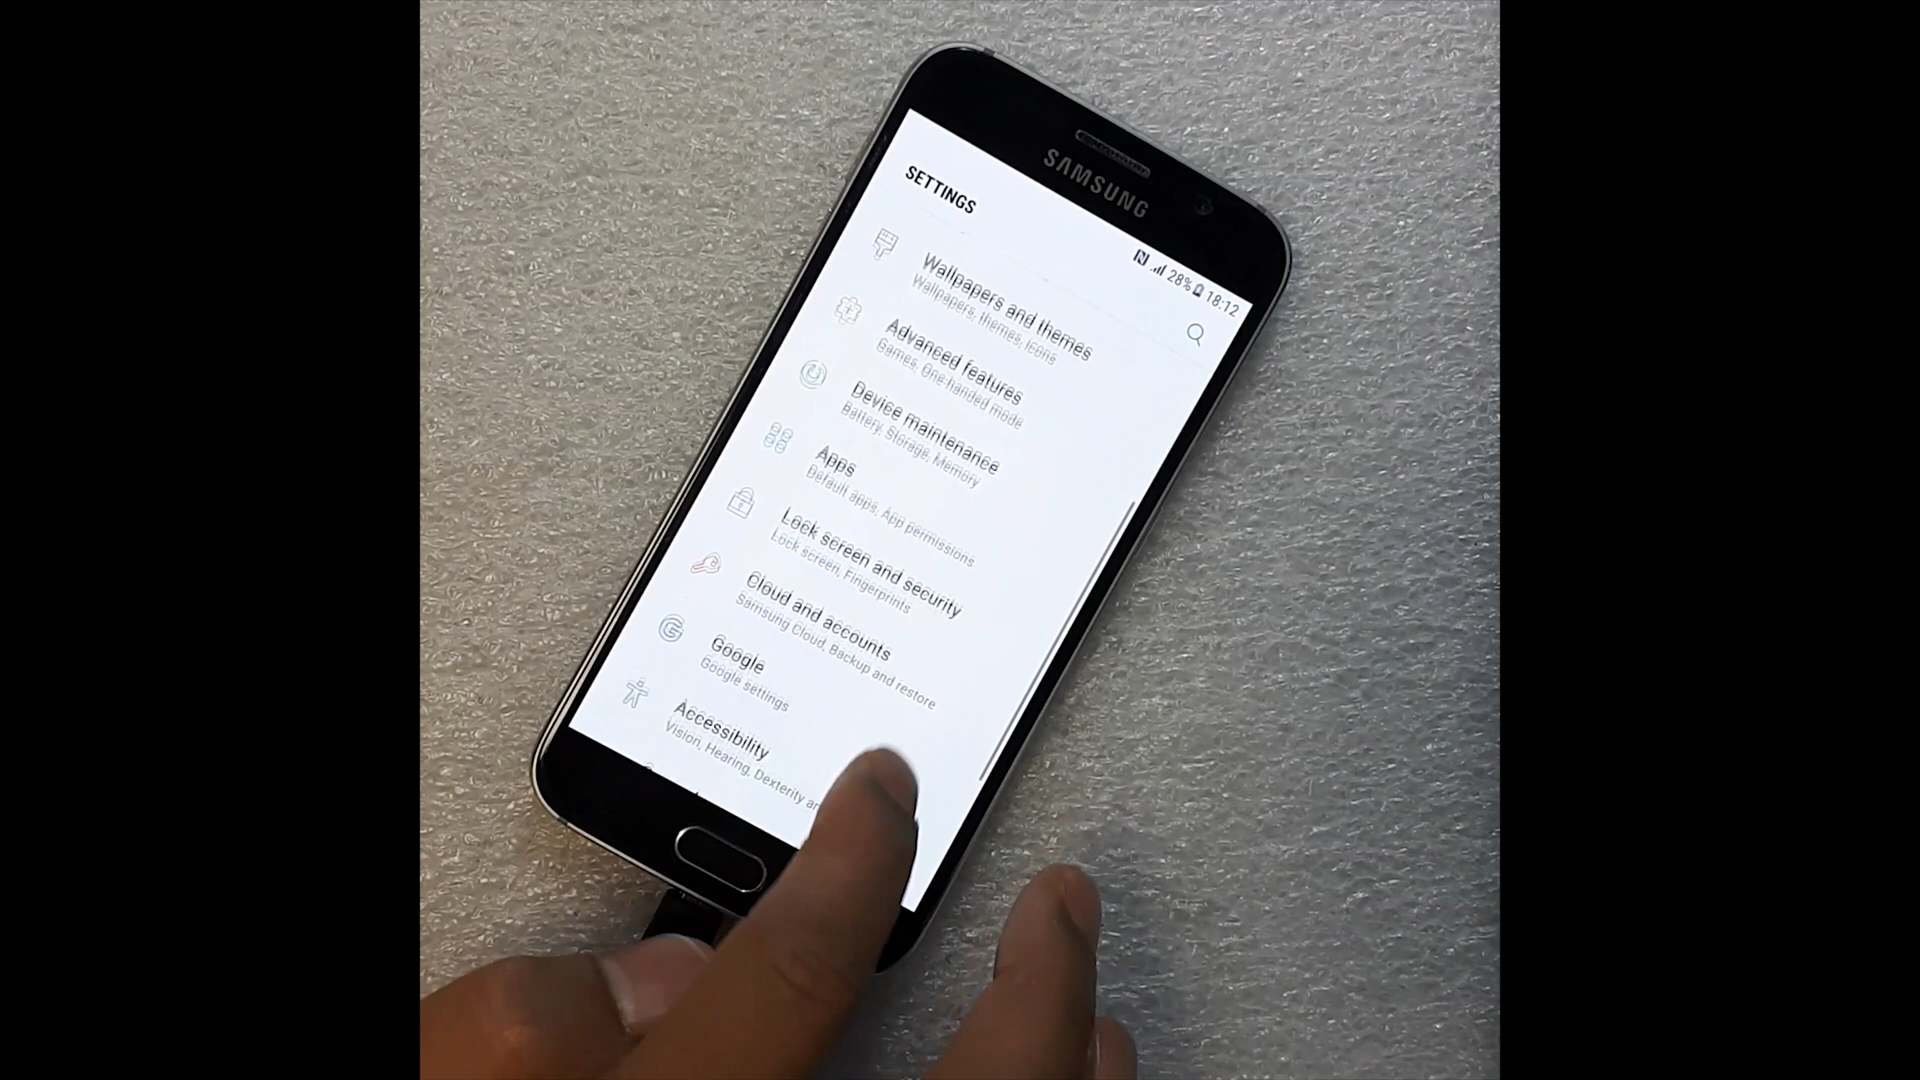 SAMSUNG
28% 18:12
SETTINGS
Wallpapers and themes
Wallpapers, themes, icons
Advanced features
Games, One-handed mode
Device maintenance
Battery, Storage, Memory
Apps
Default apps, App permissions
Lock screen and security
Lock screen, Fingerprints
Cloud and accounts
Samsung Cloud, Backup and restore
Google
Google settings
Accessibility
Vision, Hearing, Dexterity an